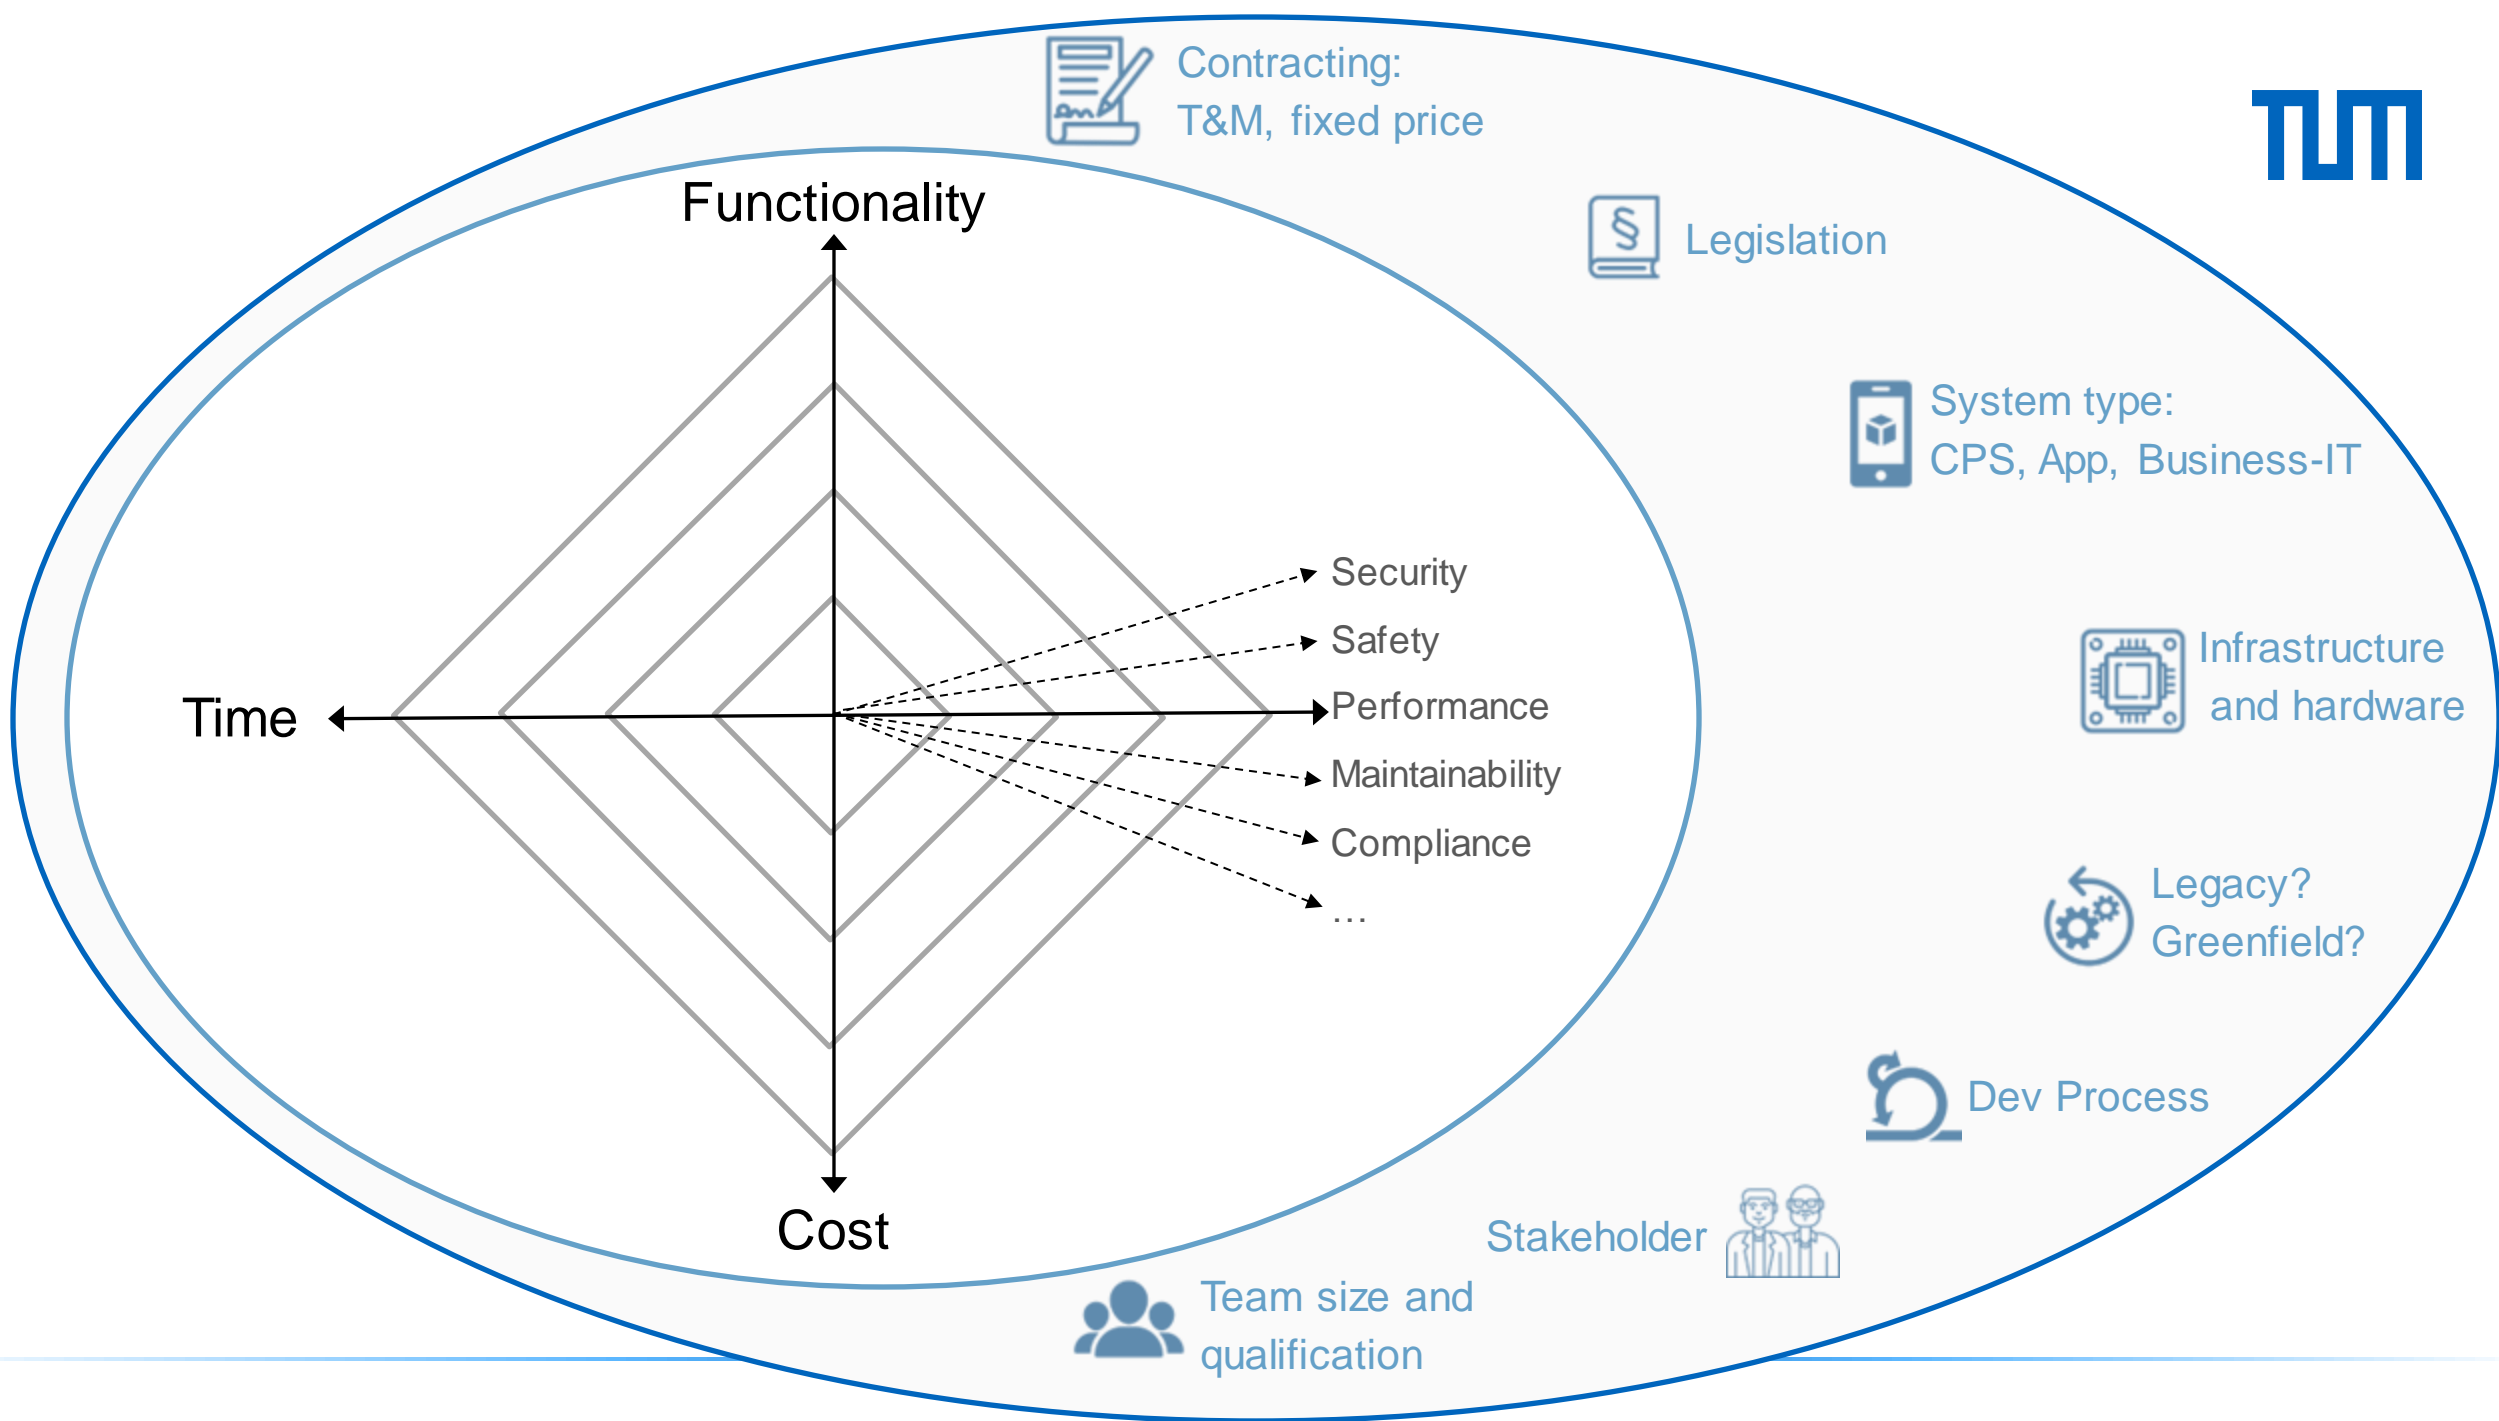 Contracting:
T&M, fixed price
TUM
Functionality
§
Legislation
System type:
CPS, App, Business-IT
Security
Safety
Infrastructure
and hardware
Time
Performance
Maintainability
Compliance
...
Legacy?
Greenfield?
Dev Process
Cost
Stakeholder
Team size and
qualification